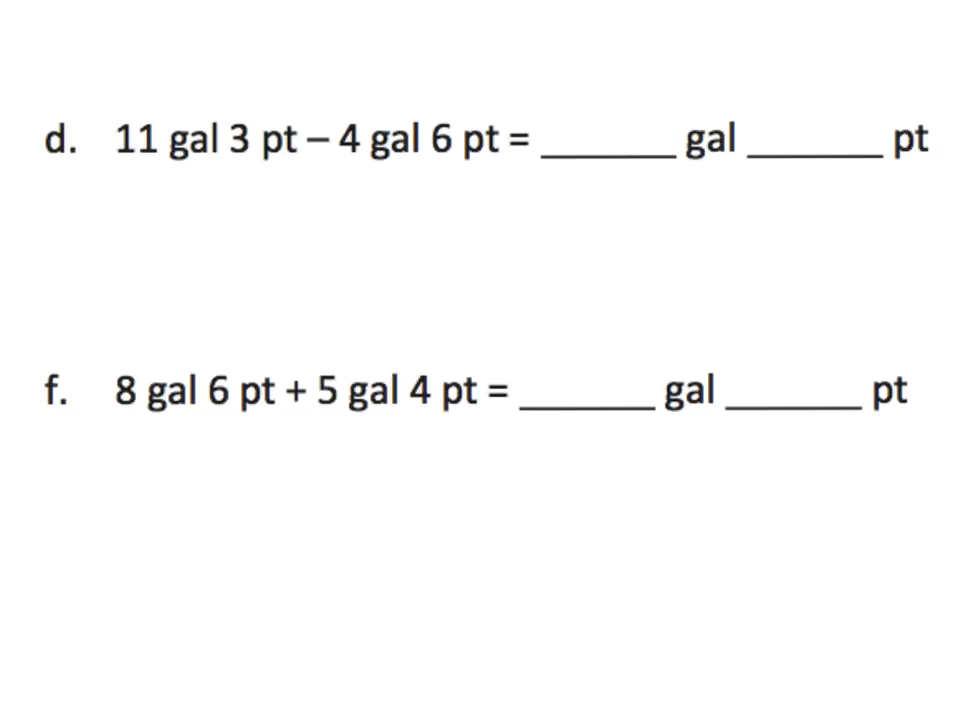 d. 11 gal 3 pt – 4 gal 6 pt = _______ gal _______ pt
f. 8 gal 6 pt + 5 gal 4 pt = _______ gal _______ pt